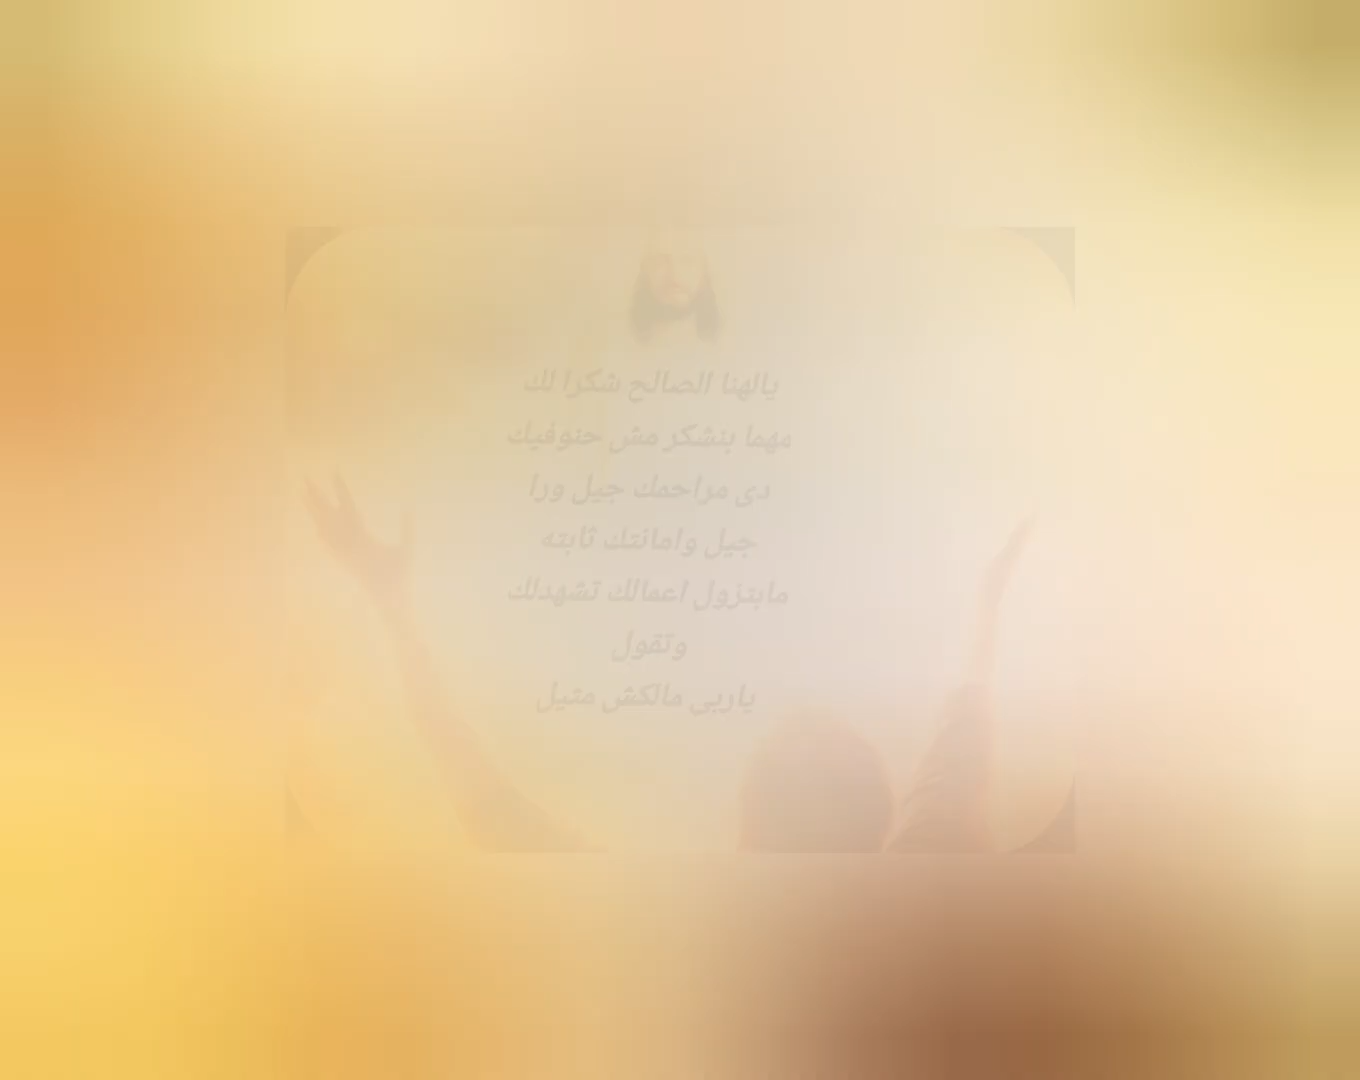 يالهنا الصالح شكرا لك
مهما بنشكر مش حنوفيك
دى مراحمك جيل ورا
جيل وامانتك ثابته
مابتزول اعمالك تشهدلك
وتقول
ياربى مالكش مثيل